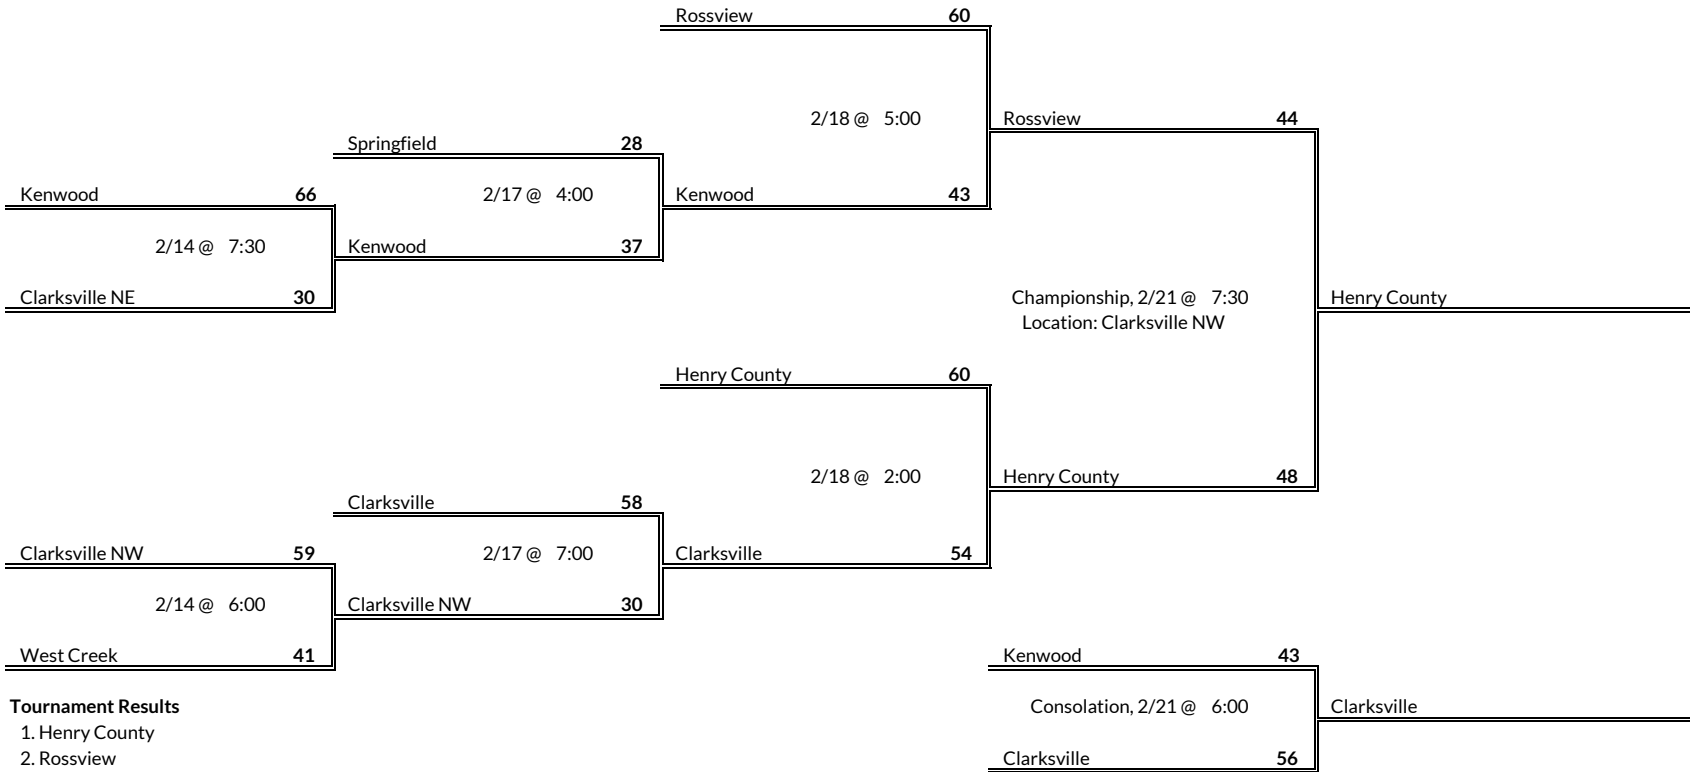 Rossview 60
2/18 @ 5:00
Rossview 44
Springfield 28
Kenwood 66
2/17 @ 4:00
Kenwood 43
2/14 @ 7:30
Kenwood 37
Clarksville NE 30
Championship, 2/21 @ 7:30
Henry County
Location: Clarksville NW
Henry County 60
2/18 @ 2:00
Henry County 48
Clarksville 58
Clarksville NW 59
2/17 @ 7:00
Clarksville 54
2/14 @ 6:00
Clarksville NW 30
West Creek 41
Kenwood 43
Tournament Results
Consolation, 2/21 @ 6:00
Clarksville
1. Henry County
2. Rossview
Clarksville 56